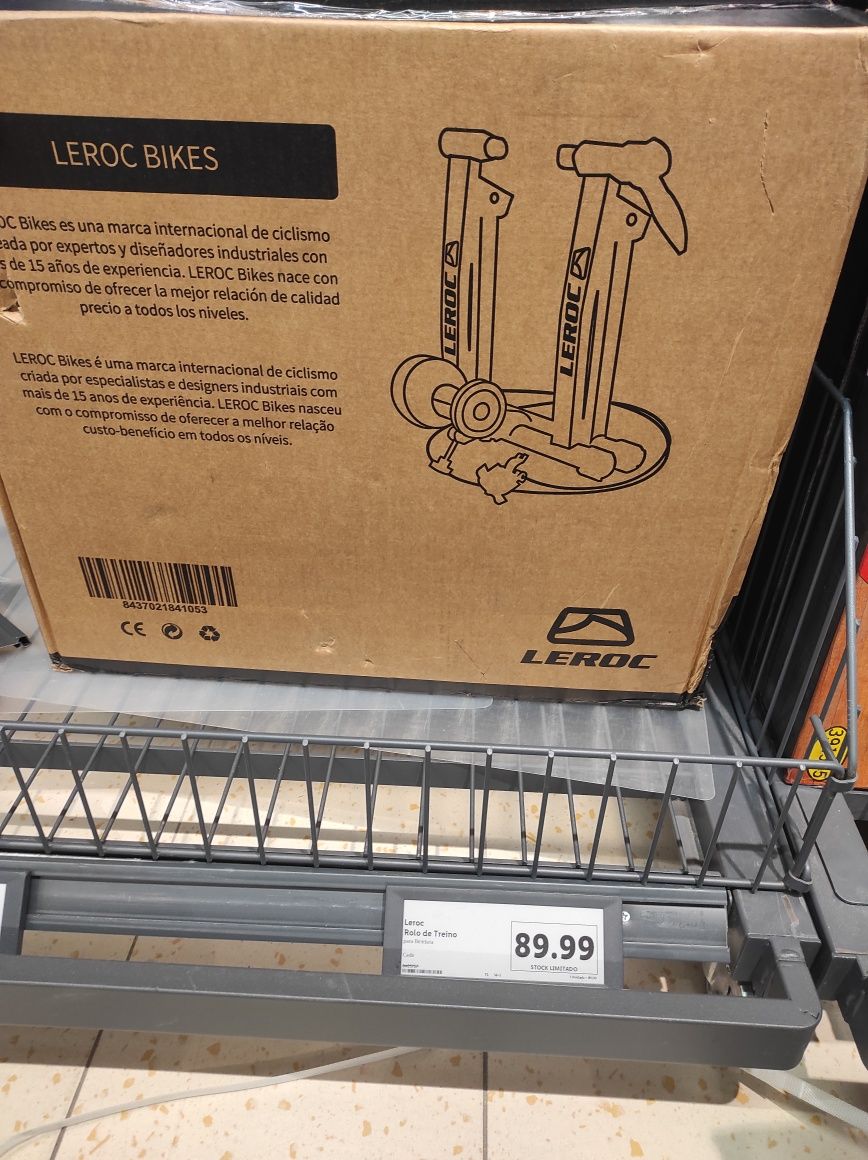 LEROC BIKES
OC Bikes es una marca internacional de ciclismo
eada por expertos y diseñadores industriales con
s de 15 años de experiencia. LEROC Bikes nace con
compromiso de ofrecer la mejor relación de calidad
precio a todos los niveles.
LEROC Bikes é uma marca internacional de ciclismo
criada por especialistas e designers industriais com
mais de 15 anos de experiência. LEROC Bikes nasceu
com o compromisso de oferecer a melhor relação
custo-benefício em todos os níveis.
LEROC
LEROC
8437021841053
CE
LEROC
Leroc
Rolo de Treino
para Bicicleta
Cada
89.99
STOCK LIMITADO